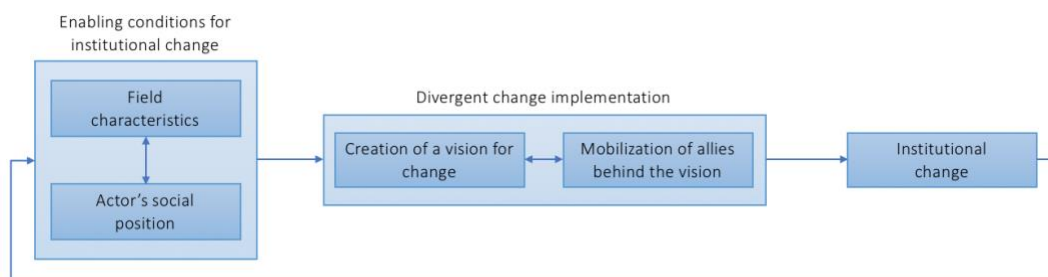 Enabling conditions for
institutional change
Field
characteristics
Actor's social
position
Divergent change implementation
Creation of a vision for
change
Mobilization of allies
behind the vision
Institutional
change